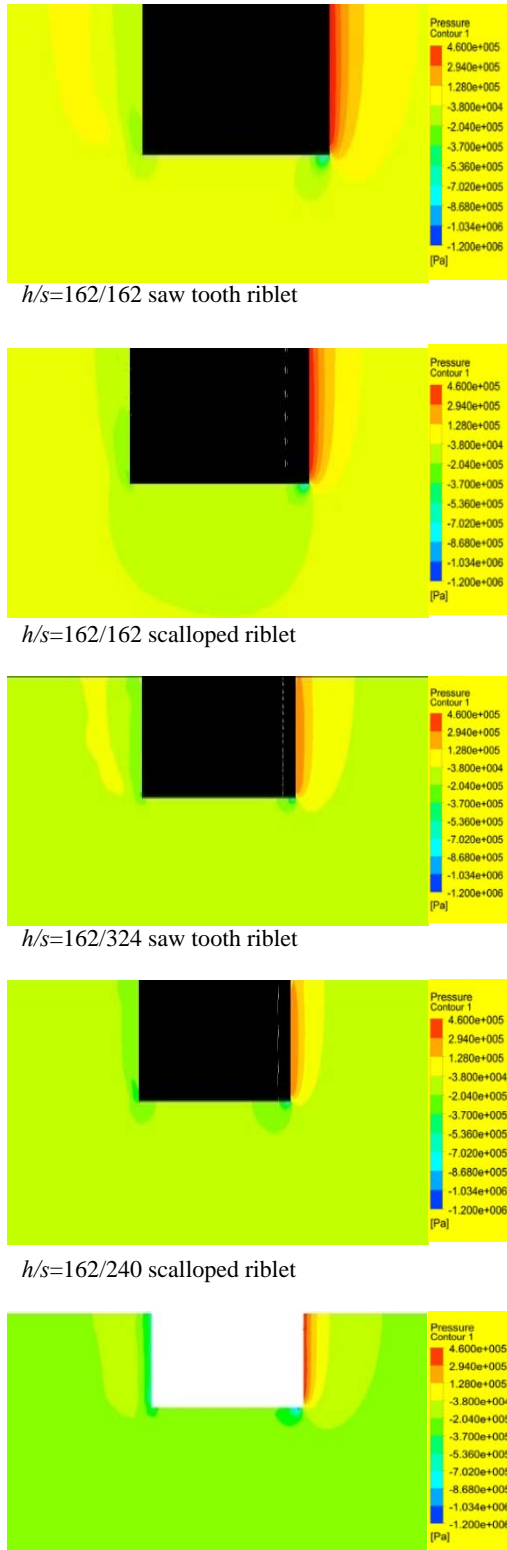 Pressure
Contour 1
4.600e+005
2.940e+005
1.280e+005
-3.800e+004
-2.040e+005
-3.700e+005
-5.360e+005
-7.020e+005
-8.680e+005
-1.034e+006
-1.200e+006
[Pa]
h/s=162/162 saw tooth riblet
Pressure
Contour 1
4.600e+005
2.940e+005
1.280e+005
-3.800e+004
-2.040e+005
-3.700e+005
-5.360e+005
-7.020e+005
-8.680e+005
-1.034e+006
-1.200e+006
[Pa]
h/s=162/162 scalloped riblet
Pressure
Contour 1
4.600e+005
2.940e+005
1.280e+005
-3.800e+004
-2.040e+005
-3.700e+005
-5.360e+005
-7.020e+005
-8.680e+005
-1.034e+006
-1.200e+006
[Pa]
h/s=162/324 saw tooth riblet
Pressure
Contour 1
4.600e+005
2.940e+005
1.280e+005
-3.800e+004
-2.040e+005
-3.700e+005
-5.360e+005
-7.020e+005
-8.680e+005
-1.034e+006
-1.200e+006
[Pa]
h/s=162/240 scalloped riblet
Pressure
Contour 1
4.600e+005
2.940e+005
1.280e+005
-3.800e+004
-2.040e+005
-3.700e+005
-5.360e+005
-7.020e+005
-8.680e+005
-1.034e+006
-1.200e+006
[Pa]